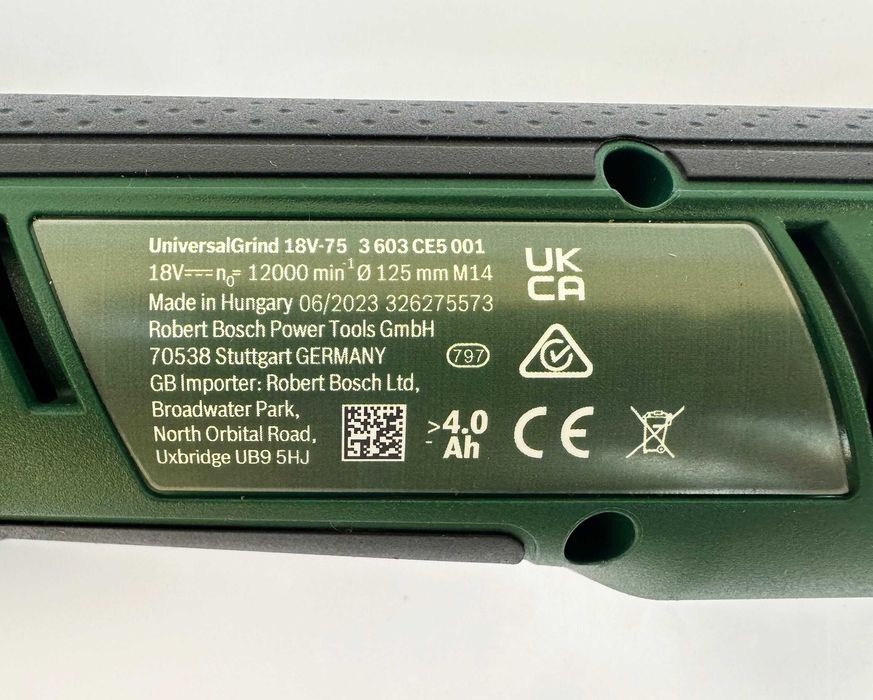 UniversalGrind 18V-75 3 603 CE5 001
18V⎓ n₀= 12000 min⁻¹ Ø 125 mm M14
Made in Hungary 06/2023 326275573
Robert Bosch Power Tools GmbH
70538 Stuttgart GERMANY 797
GB Importer: Robert Bosch Ltd,
Broadwater Park,
North Orbital Road,
Uxbridge UB9 5HJ
≥4.0
Ah
UK
CA
CE